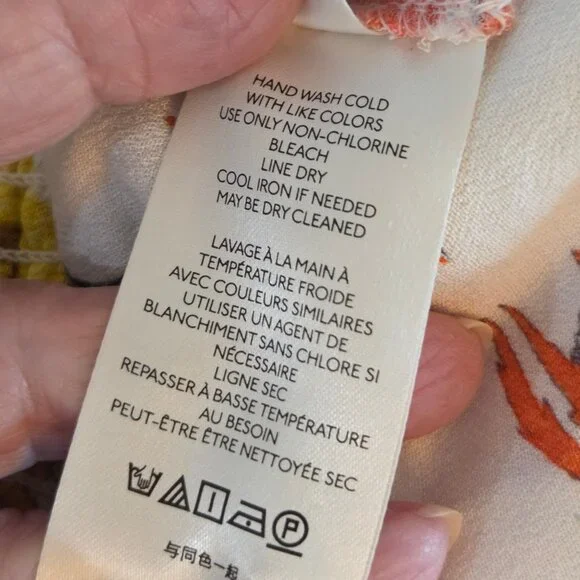 HAND WASH COLD
WITH LIKE COLORS
USE ONLY NON-CHLORINE
BLEACH
LINE DRY
COOL IRON IF NEEDED
MAY BE DRY CLEANED
LAVAGE À LA MAIN À
TEMPÉRATURE FROIDE
AVEC COULEURS SIMILAIRES
UTILISER UN AGENT DE
BLANCHIMENT SANS CHLORE SI
NÉCESSAIRE
LIGNE SEC
REPASSER À BASSE TEMPÉRATURE
AU BESOIN
PEUT-ÊTRE ÊTRE NETTOYÉE SEC
P
与同色一起